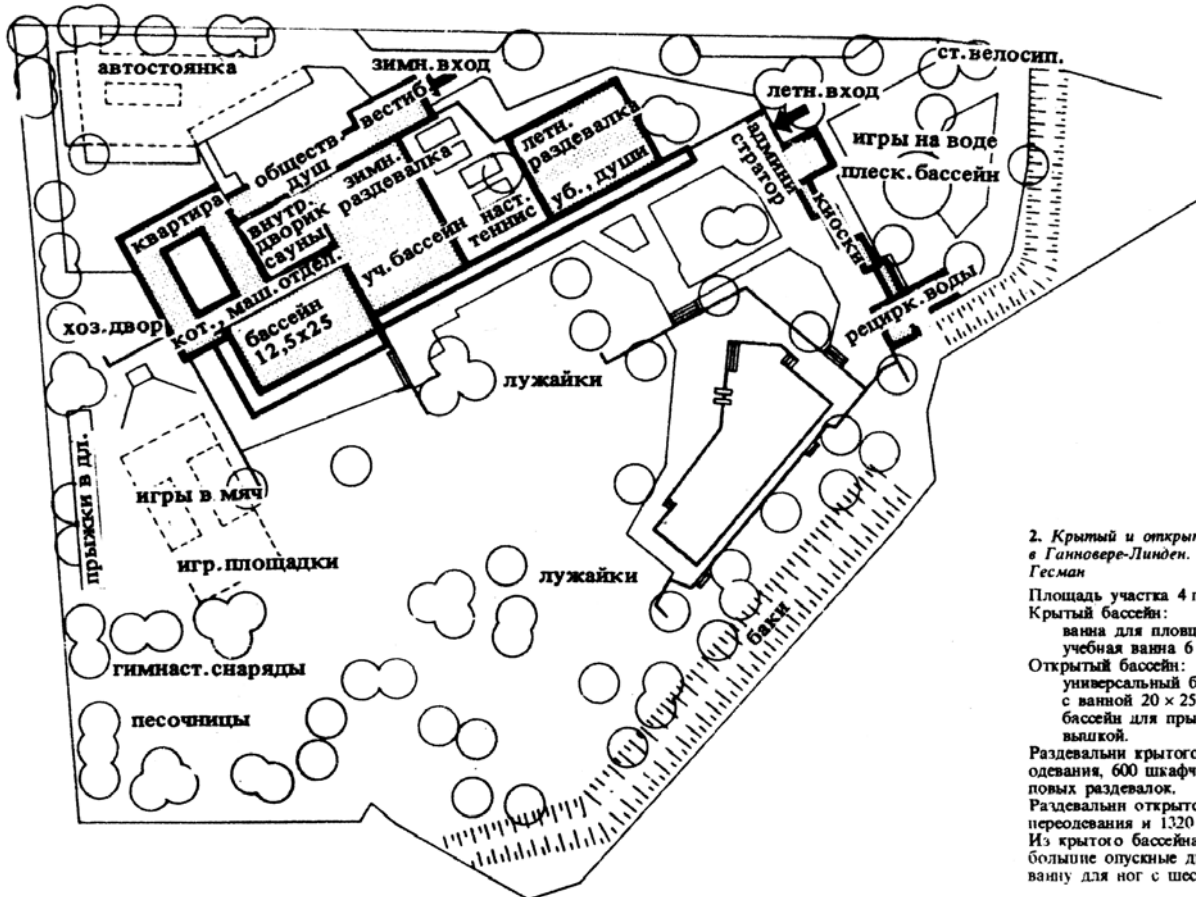 автостоянка
зимн. вход
ст. велосип.
летн. вход
вестиб.
обществ.
душ
зимн.
раздевалка
летн.
раздевалка
уб., души
админи
стратор
игры на воде
плеск. бассейн
квартира
внутр.
дворик
сауны
уч. бассейн
наст.
теннис
киоски
хоз. двор
кот., маш. отдел.
бассейн
12,5х25
рецирк. воды
лужайки
прыжки в дл.
игры в мяч
игр. площадки
лужайки
баки
гимнаст. снаряды
песочницы
2. Крытый и откры
в Ганновере-Линден.
Гесман
Площадь участка 4 г
Крытый бассейн:
ванна для плов
учебная ванна 6
Открытый бассейн:
универсальный б
с ванной 20 × 25
бассейн для пры
вышкой.
Раздевальни крытого
одевания, 600 шкафч
повых раздевалок.
Раздевальни открыто
переодевания и 1320
Из крытого бассейна
большие опускные д
ванну для ног с шес